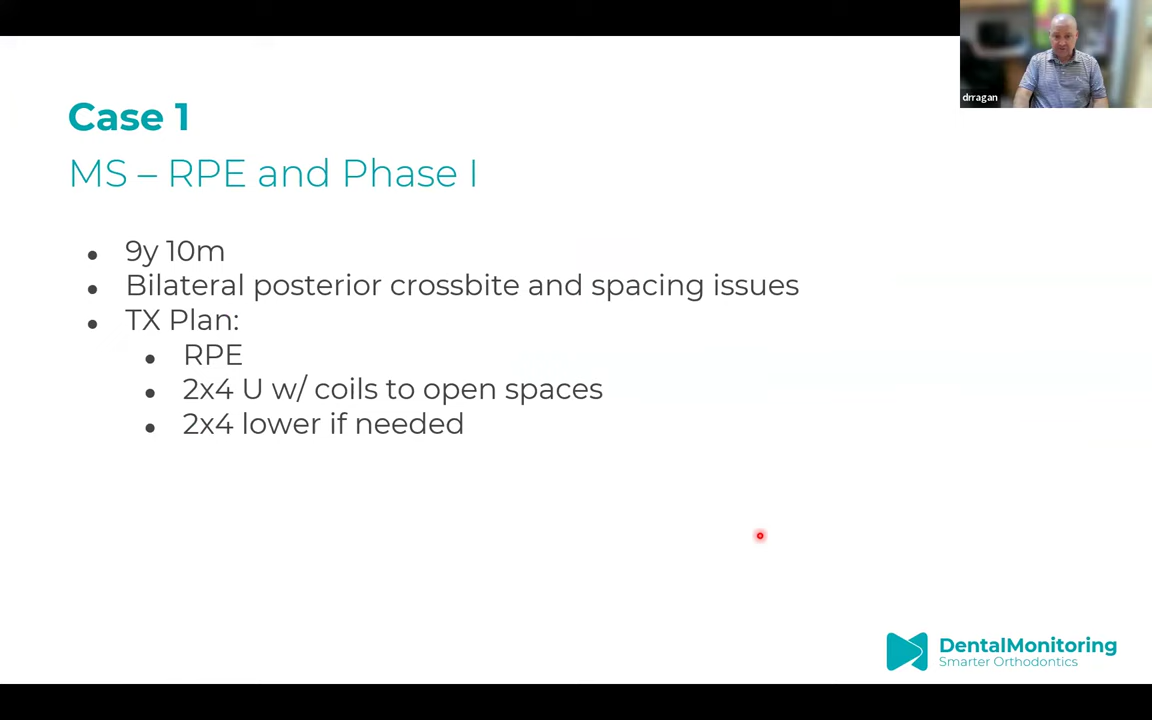 drragan
Case 1
MS – RPE and Phase I
● 9y 10m
● Bilateral posterior crossbite and spacing issues
● TX Plan:
● RPE
● 2x4 U w/ coils to open spaces
● 2x4 lower if needed
DentalMonitoring
Smarter Orthodontics